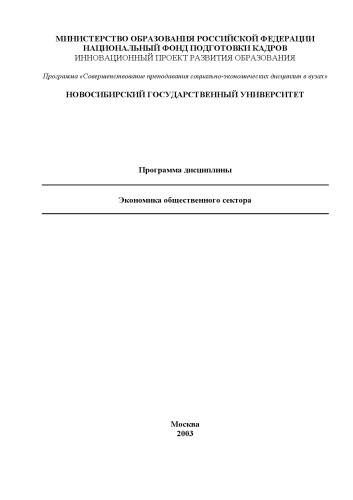 МИНИСТЕРСТВО ОБРАЗОВАНИЯ РОССИЙСКОЙ ФЕДЕРАЦИИ
НАЦИОНАЛЬНЫЙ ФОНД ПОДГОТОВКИ КАДРОВ
ИННОВАЦИОННЫЙ ПРОЕКТ РАЗВИТИЯ ОБРАЗОВАНИЯ
Программа «Совершенствование преподавания социально-экономических дисциплин в вузах»
НОВОСИБИРСКИЙ ГОСУДАРСТВЕННЫЙ УНИВЕРСИТЕТ
Программа дисциплины
Экономика общественного сектора
Москва
2003